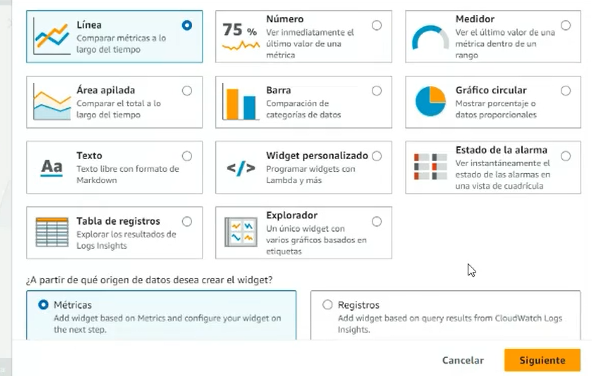 Línea
Comparar métricas a lo
largo del tiempo
75 %
Número
Ver inmediatamente el
último valor de una
métrica
Medidor
Ver el último valor de una
métrica dentro de un
rango
Área apilada
Comparar el total a lo
largo del tiempo
Barra
Comparación de
categorías de datos
Gráfico circular
Mostrar porcentaje o
datos proporcionales
Aa
Texto
Texto libre con formato de
Markdown
</>
Widget personalizado
Programar widgets con
Lambda y más
Estado de la alarma
Ver instantáneamente el
estado de las alarmas en
una vista de cuadrícula
Tabla de registros
Explorar los resultados de
Logs Insights
Explorador
Un único widget con
varios gráficos basados en
etiquetas
¿A partir de qué origen de datos desea crear el widget?
Métricas
Add widget based on Metrics and configure your widget on
the next step.
Registros
Add widget based on query results from CloudWatch Logs
Insights.
Cancelar
Siguiente